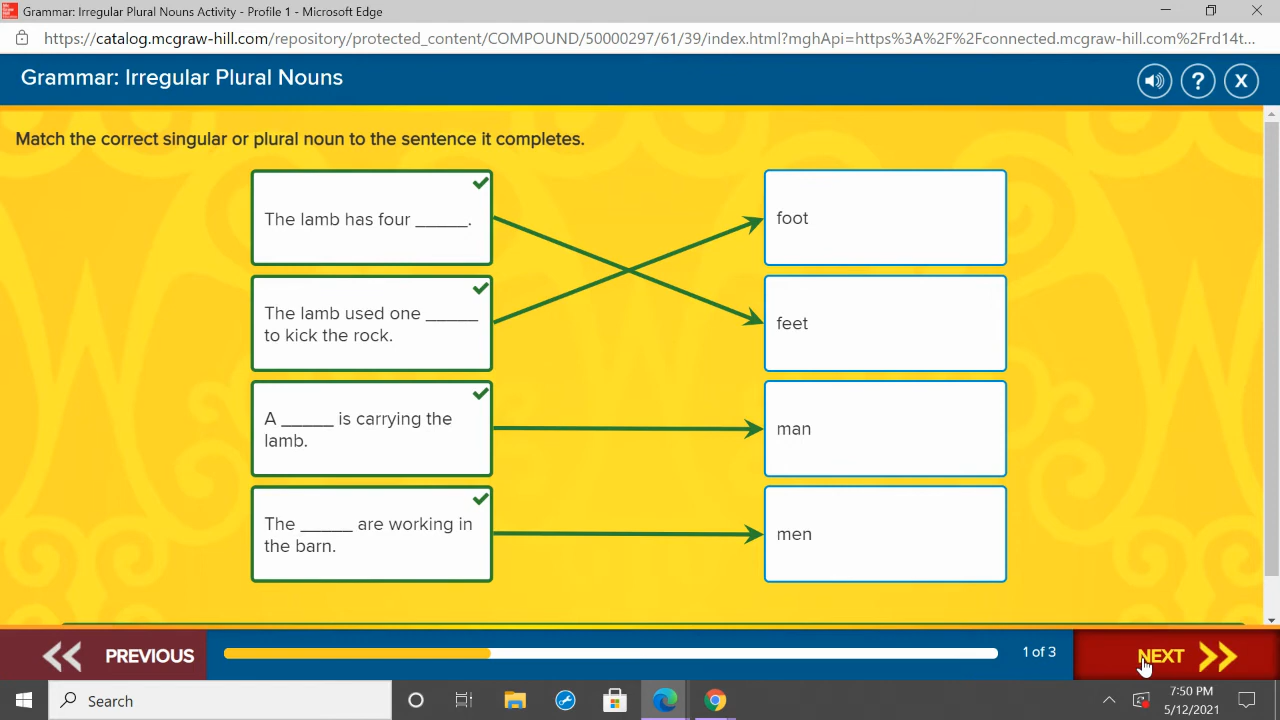 Grammar: Irregular Plural Nouns Activity - Profile 1 - Microsoft Edge
https://catalog.mcgraw-hill.com/repository/protected_content/COMPOUND/50000297/61/39/index.html?mghApi=https%3A%2F%2Fconnected.mcgraw-hill.com%2Frd14t...
Grammar: Irregular Plural Nouns
? X
Match the correct singular or plural noun to the sentence it completes.
The lamb has four _____.
foot
The lamb used one _____
to kick the rock.
feet
A _____ is carrying the
lamb.
man
The _____ are working in
the barn.
men
PREVIOUS
1 of 3
NEXT
Search
7:50 PM
5/12/2021